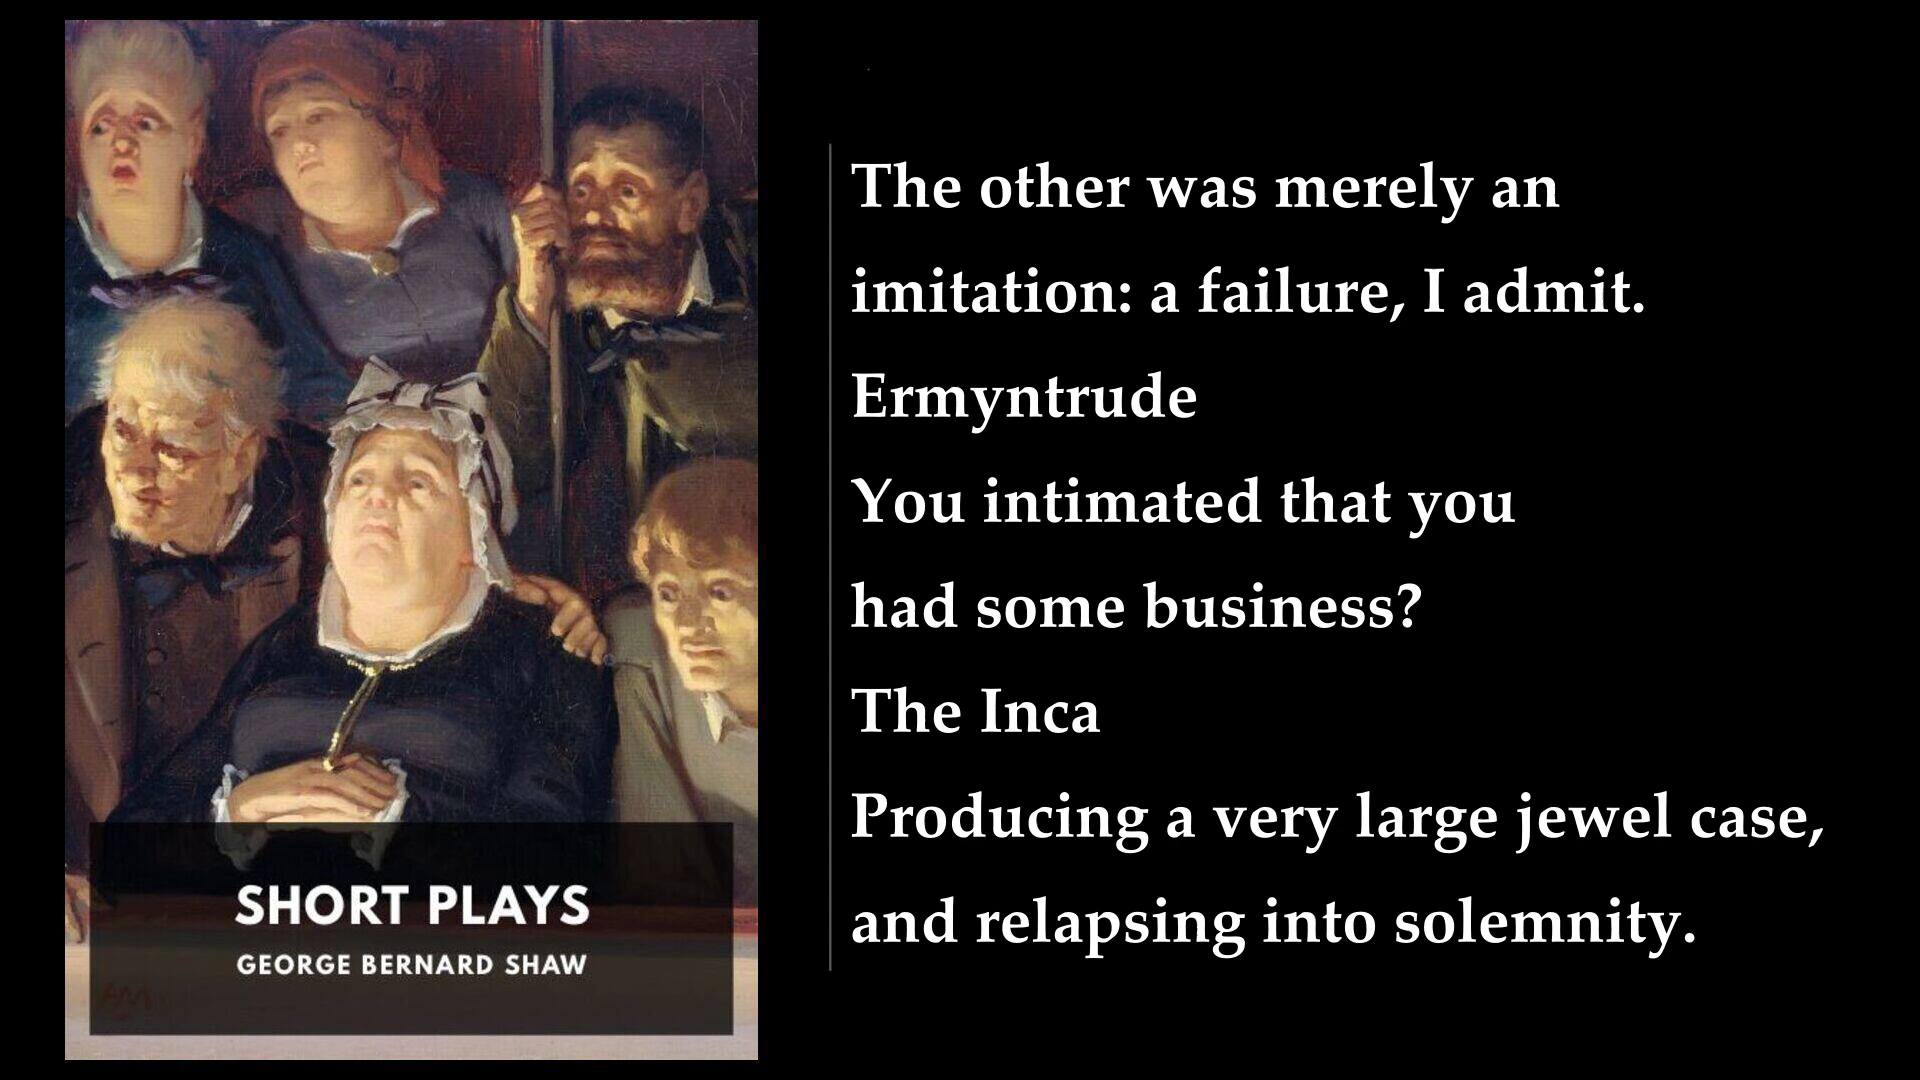 SHORT PLAYS
GEORGE BERNARD SHAW
The other was merely an
imitation: a failure, I admit.
Ermyntrude
You intimated that you
had some business?
The Inca
Producing a very large jewel case,
and relapsing into solemnity.